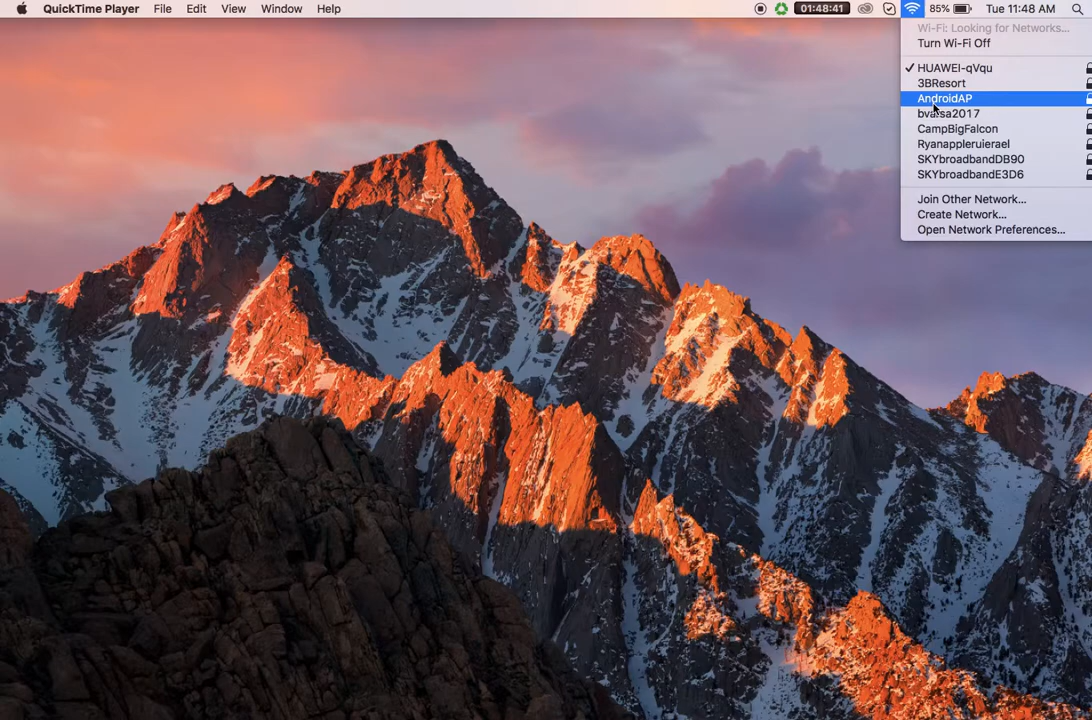 QuickTime Player File Edit View Window Help 01:48:41 85% Tue 11:48 AM
Wi-Fi: Looking for Networks...
Turn Wi-Fi Off
HUAWEI-qVqu
3BResort
AndroidAP
2017
CampBigFalcon
Ryanappleruierael
SKYbroadbandDB90
SKYbroadbandE3D6
Join Other Network...
Create Network...
Open Network Preferences...